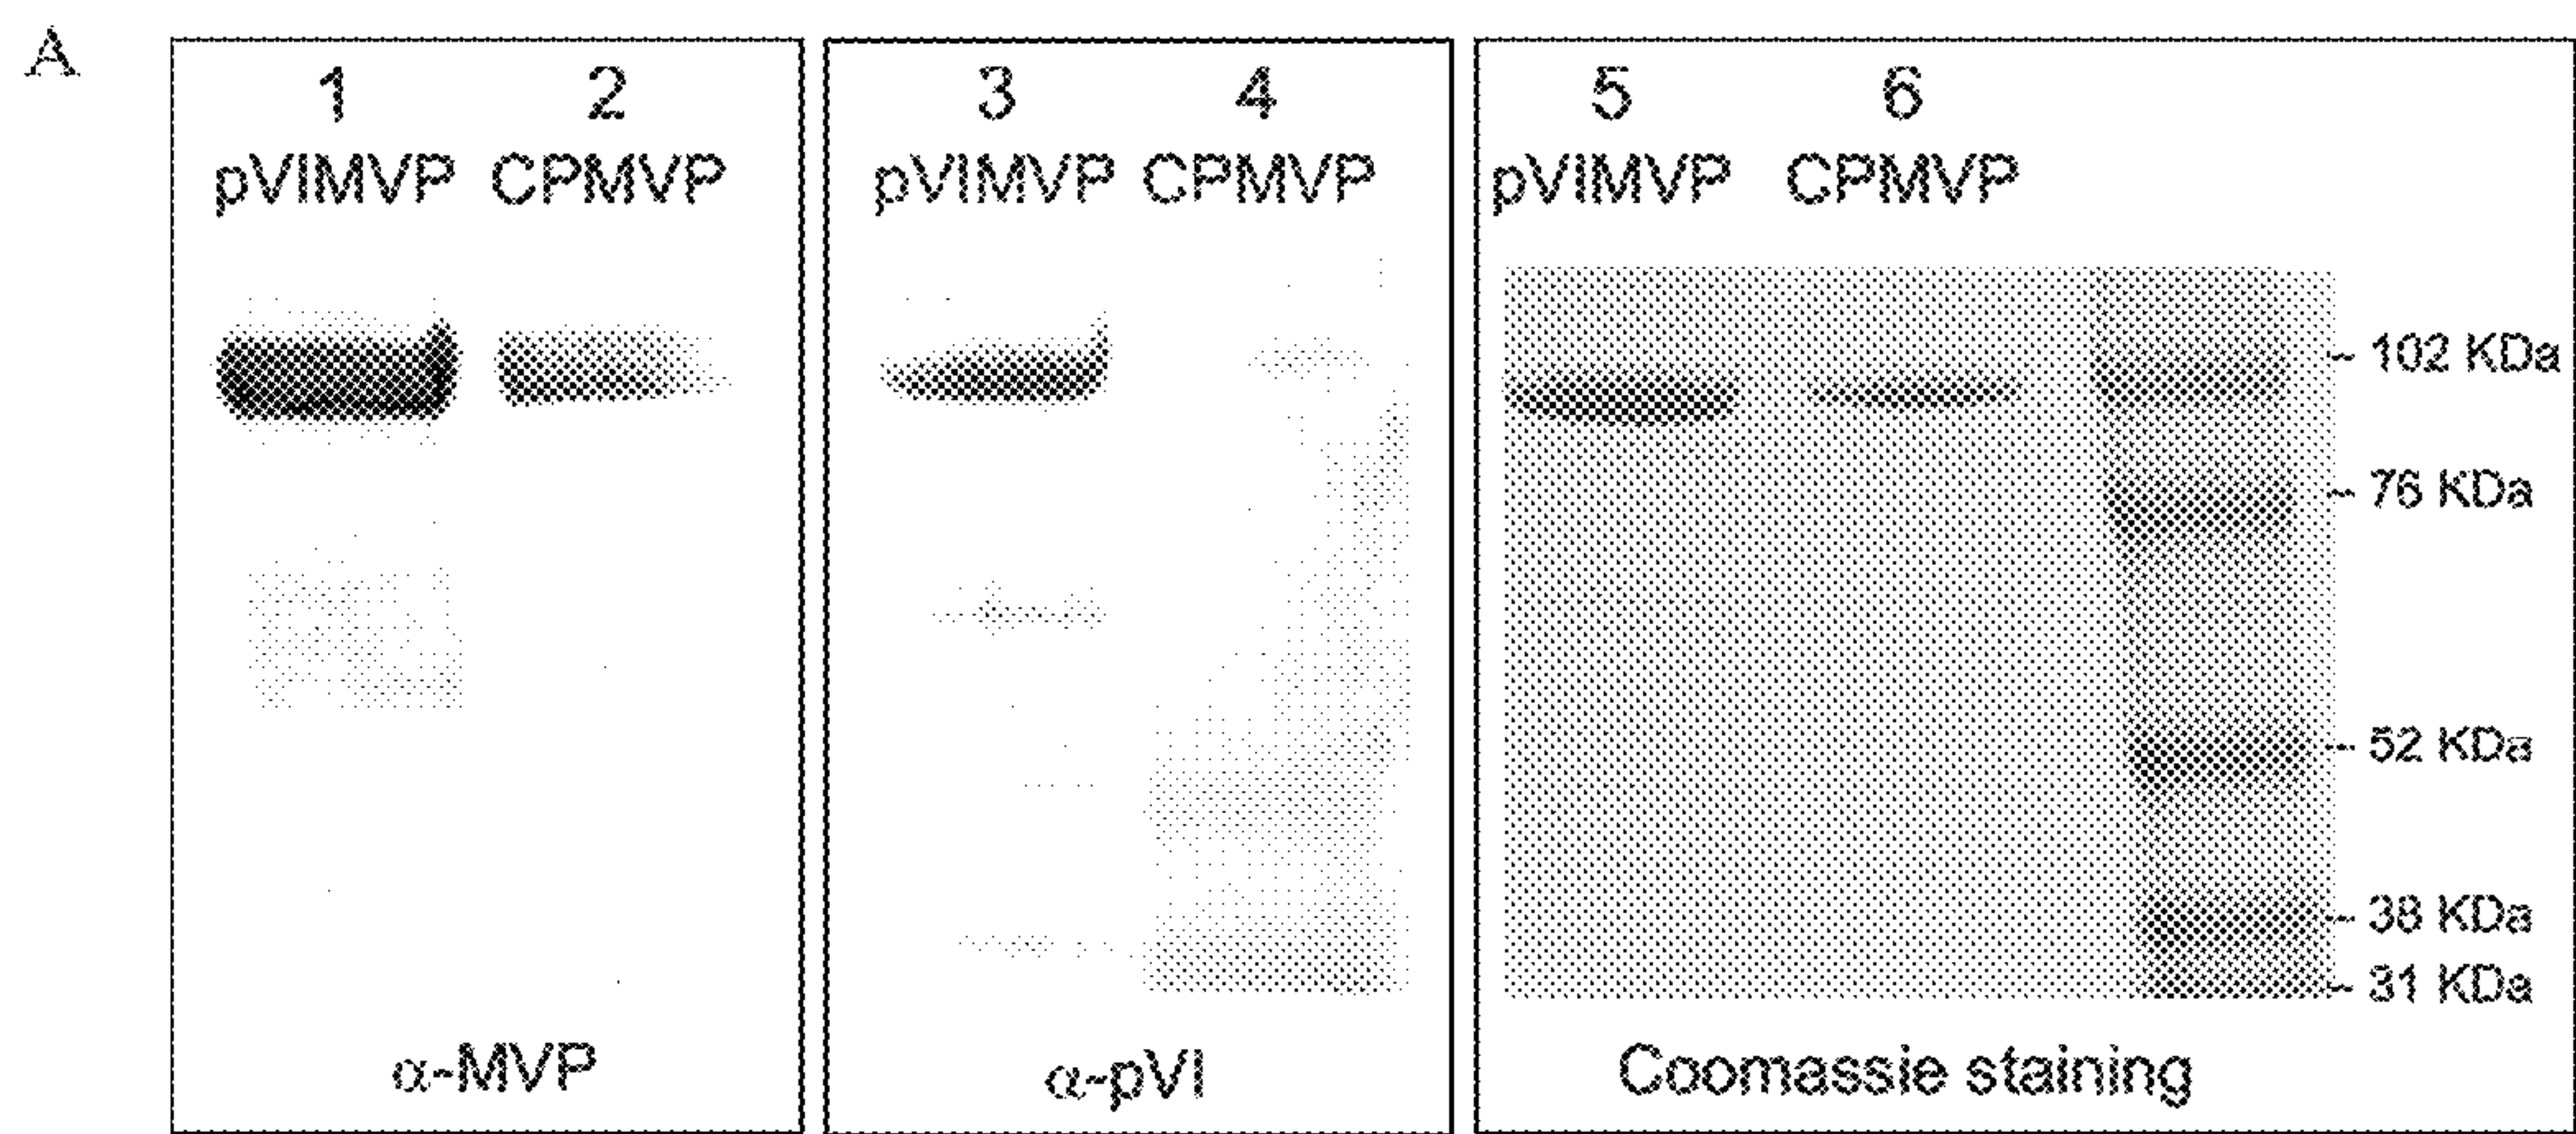 A
1 2
pVIMVP CPMVP
α-MVP
3 4
pVIMVP CPMVP
α-pVI
5 6
pVIMVP CPMVP
102 KDa
76 KDa
52 KDa
38 KDa
31 KDa
Coomassie staining